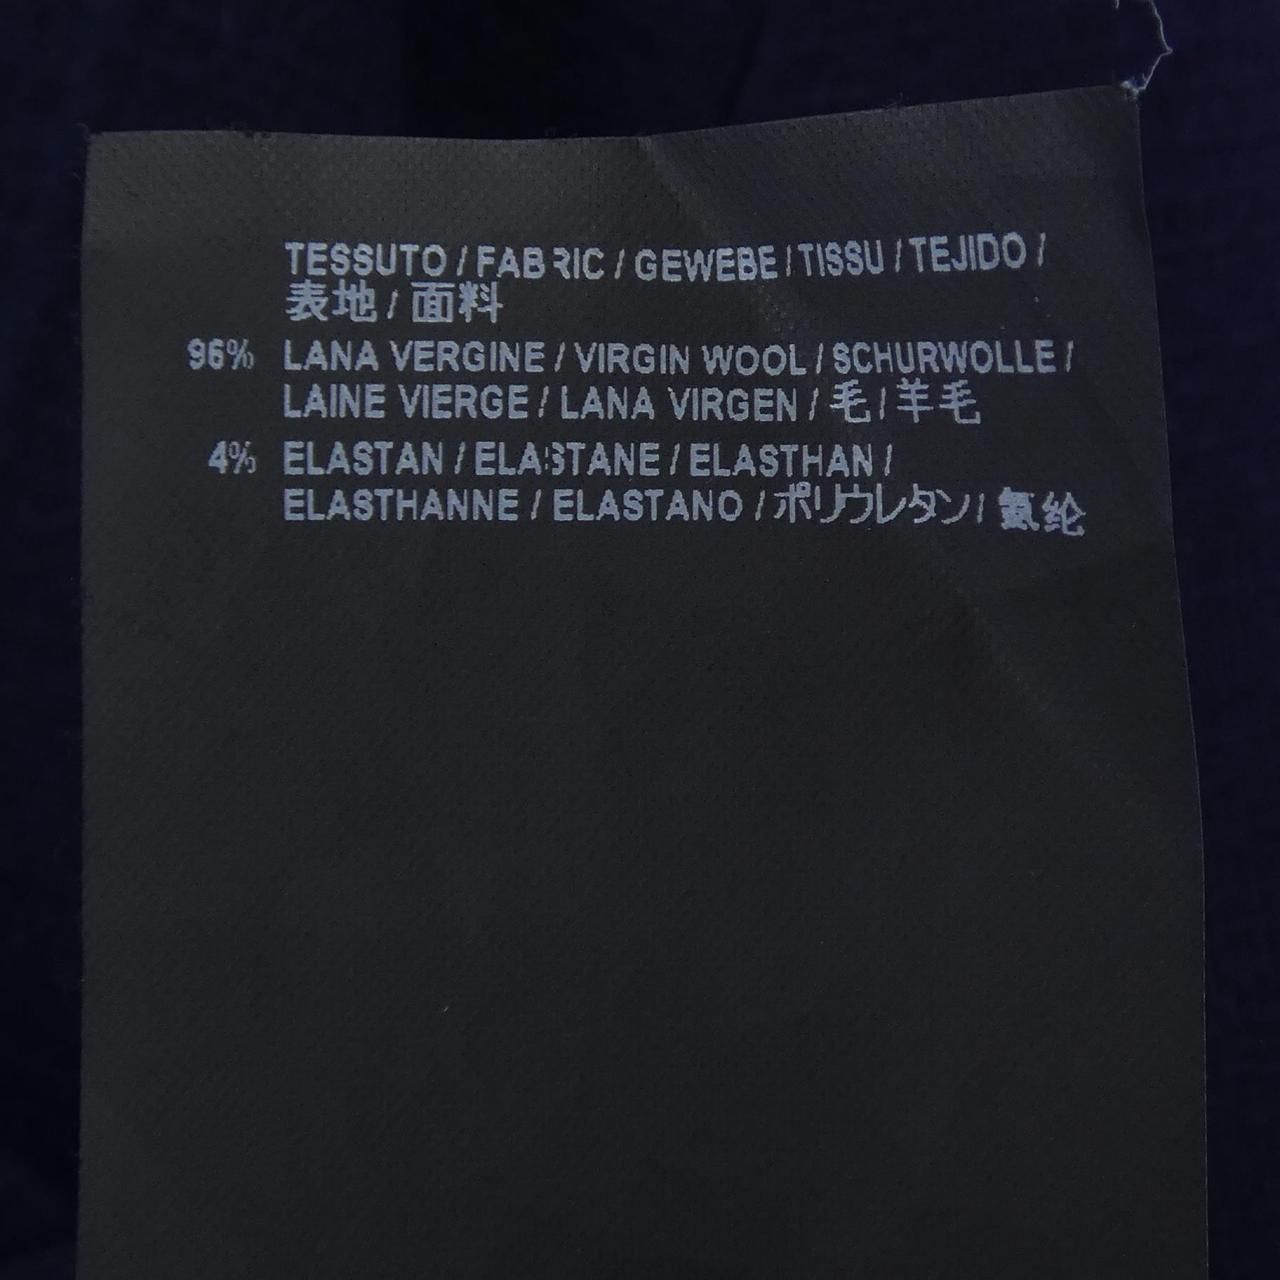 TESSUTO / FABRIC / GEWEBE / TISSU / TEJIDO /
表地 / 面料
96% LANA VERGINE / VIRGIN WOOL / SCHURWOLLE /
LAINE VIERGE / LANA VIRGEN / 毛 / 羊毛
4% ELASTAN / ELASTANE / ELASTHAN /
ELASTHANNE / ELASTANO / ポリウレタン / 氨纶